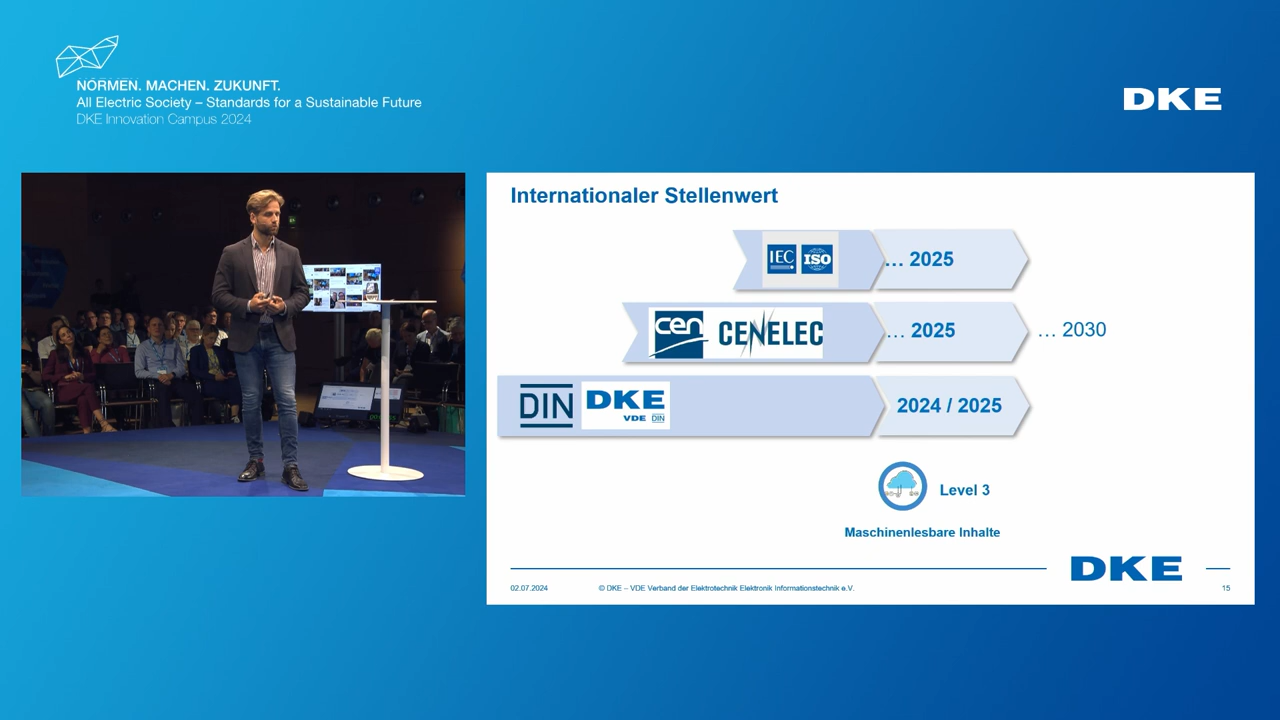 NORMEN. MACHEN. ZUKUNFT.
All Electric Society – Standards for a Sustainable Future
DKE Innovation Campus 2024
DKE
Internationaler Stellenwert
IEC ISO
… 2025
cen CENELEC
… 2025
… 2030
DIN DKE
VDE DIN
2024 / 2025
Level 3
Maschinenlesbare Inhalte
DKE
02.07.2024
© DKE – VDE Verband der Elektrotechnik Elektronik Informationstechnik e.V.
15